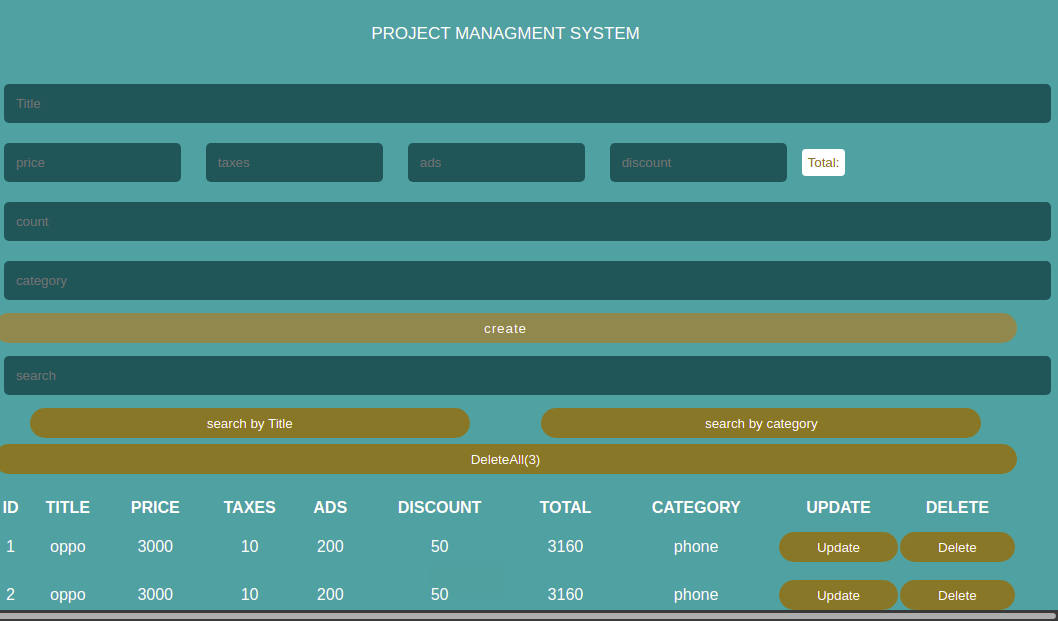 PROJECT MANAGMENT SYSTEM
Title
price taxes ads discount Total:
count
category
create
search
search by Title search by category
DeleteAll(3)
ID TITLE PRICE TAXES ADS DISCOUNT TOTAL CATEGORY UPDATE DELETE
1 oppo 3000 10 200 50 3160 phone Update Delete
2 oppo 3000 10 200 50 3160 phone Update Delete